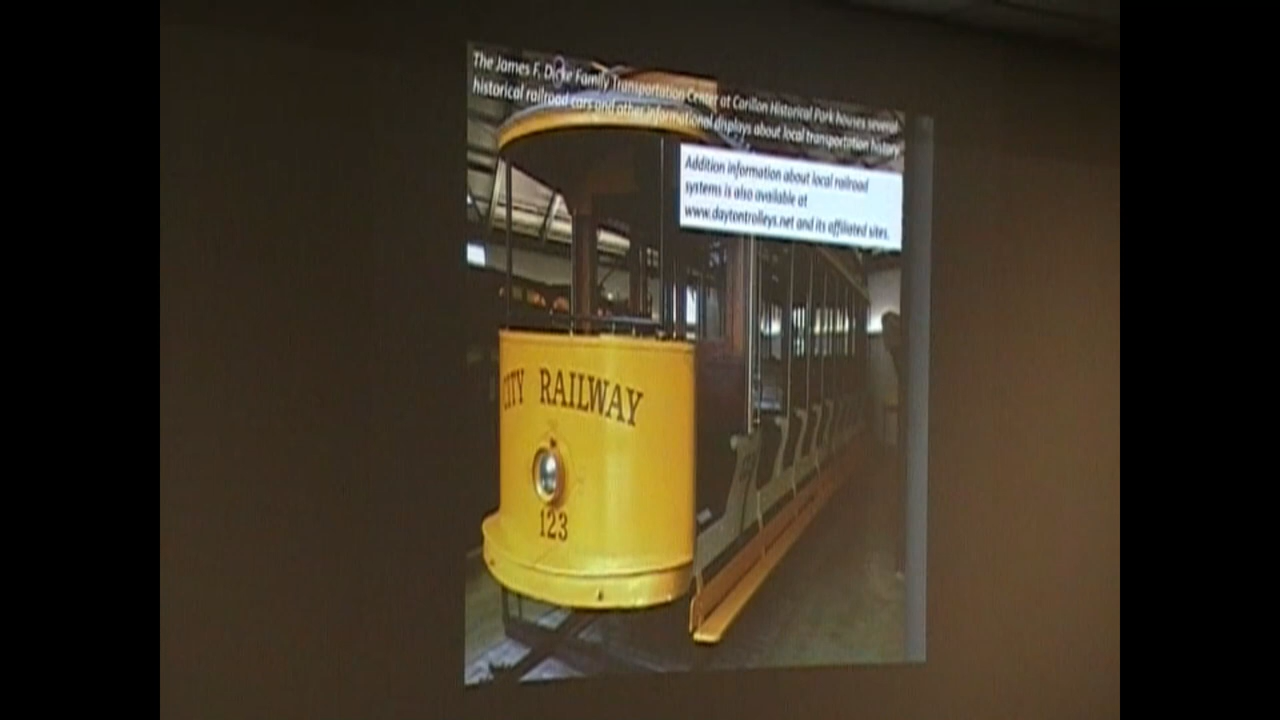 The James F. Dicke Family Transportation Center at Carillon Historical Park houses several
historical railroad cars and other informational displays about local transportation history
Addition information about local railroad
systems is also available at
www.daytontrolleys.net and its affiliated sites.
CITY RAILWAY
123